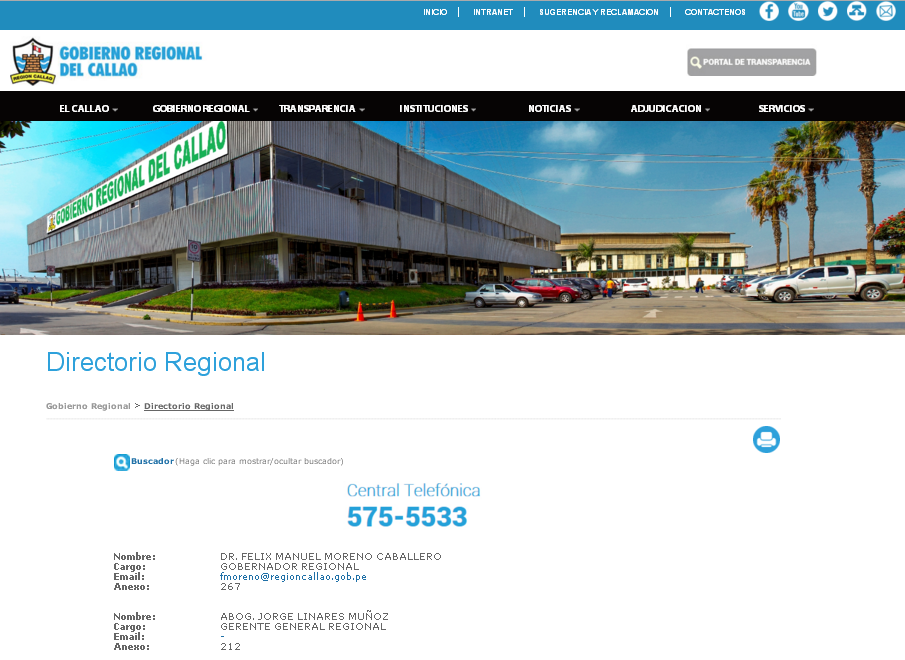 INICIO | INTRANET | SUGERENCIA Y RECLAMACION | CONTACTENOS
You Tube
REGION CALLAO
GOBIERNO REGIONAL
DEL CALLAO
PORTAL DE TRANSPARENCIA
EL CALLAO GOBIERNO REGIONAL TRANSPARENCIA INSTITUCIONES NOTICIAS ADJUDICACION SERVICIOS
GOBIERNO REGIONAL DEL CALLAO
Directorio Regional
Gobierno Regional > Directorio Regional
Buscador (Haga clic para mostrar/ocultar buscador)
Central Telefónica
575-5533
Nombre: DR. FELIX MANUEL MORENO CABALLERO
Cargo: GOBERNADOR REGIONAL
Email: fmoreno@regioncallao.gob.pe
Anexo: 267
Nombre: ABOG. JORGE LINARES MUÑOZ
Cargo: GERENTE GENERAL REGIONAL
Email: -
Anexo: 212